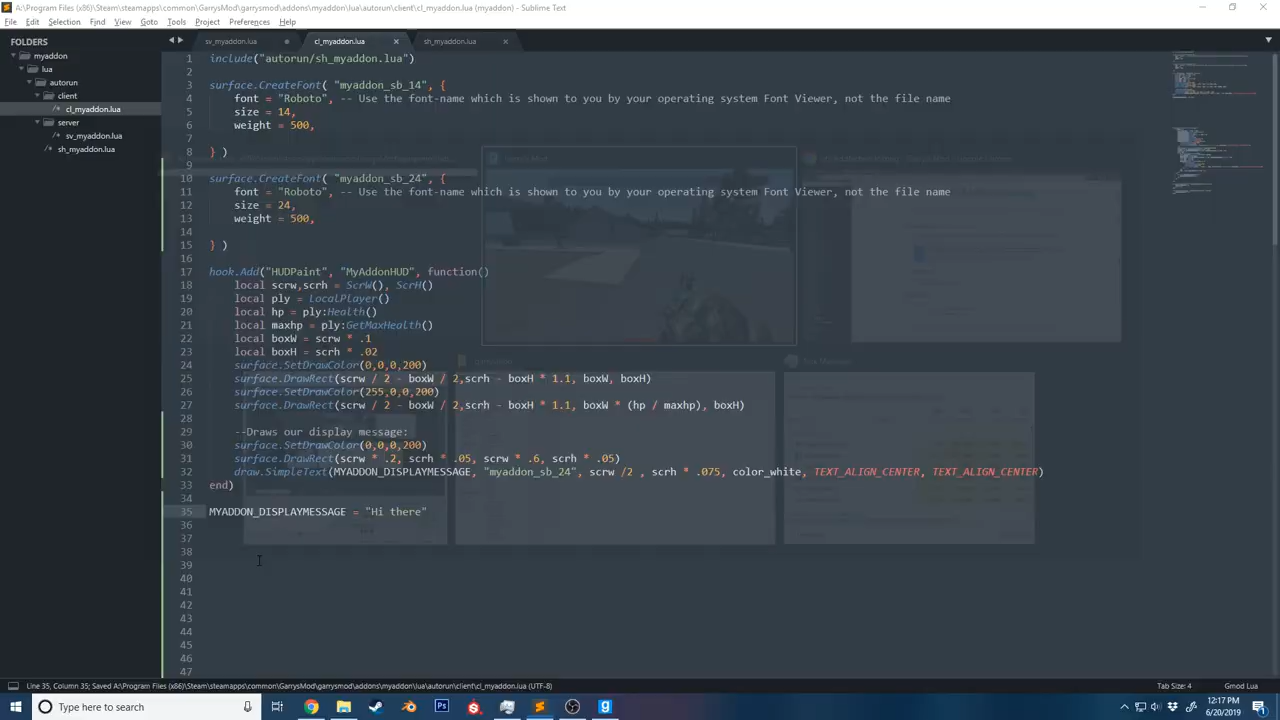 A:\Program Files (x86)\Steam\steamapps\common\GarrysMod\garrysmod\addons\myaddon\lua\autorun\client\cl_myaddon.lua (myaddon) - Sublime Text
File Edit Selection Find View Goto Tools Project Preferences Help
FOLDERS
myaddon
lua
autorun
client
cl_myaddon.lua
server
sv_myaddon.lua
sh_myaddon.lua
sv_myaddon.lua cl_myaddon.lua sh_myaddon.lua
1 include("autorun/sh_myaddon.lua")
2
3 surface.CreateFont( "myaddon_sb_14", {
4 font = "Roboto", -- Use the font-name which is shown to you by your operating system Font Viewer, not the file name
5 size = 14,
6 weight = 500,
7
8 } )
9
10 surface.CreateFont( "myaddon_sb_24", {
11 font = "Roboto", -- Use the font-name which is shown to you by your operating system Font Viewer, not the file name
12 size = 24,
13 weight = 500,
14
15 } )
16
17 hook.Add("HUDPaint", "MyAddonHUD", function()
18 local scrw,scrh = ScrW(), ScrH()
19 local ply = LocalPlayer()
20 local hp = ply:Health()
21 local maxhp = ply:GetMaxHealth()
22 local boxW = scrw * .1
23 local boxH = scrh * .02
24 surface.SetDrawColor(0,0,0,200)
25 surface.DrawRect(scrw / 2 - boxW / 2,scrh - boxH * 1.1, boxW, boxH)
26 surface.SetDrawColor(255,0,0,200)
27 surface.DrawRect(scrw / 2 - boxW / 2,scrh - boxH * 1.1, boxW * (hp / maxhp), boxH)
28
29 --Draws our display message:
30 surface.SetDrawColor(0,0,0,200)
31 surface.DrawRect(scrw * .2, scrh * .05, scrw * .6, scrh * .05)
32 draw.SimpleText(MYADDON_DISPLAYMESSAGE, "myaddon_sb_24", scrw /2 , scrh * .075, color_white, TEXT_ALIGN_CENTER, TEXT_ALIGN_CENTER)
33 end)
34
35 MYADDON_DISPLAYMESSAGE = "Hi there"
36
37
38
39
40
41
42
43
44
45
46
47
Line 35, Column 35; Saved A:\Program Files (x86)\Steam\steamapps\common\GarrysMod\garrysmod\addons\myaddon\lua\autorun\client\cl_myaddon.lua (UTF-8) Tab Size: 4 Gmod Lua
Type here to search
12:17 PM
6/20/2019